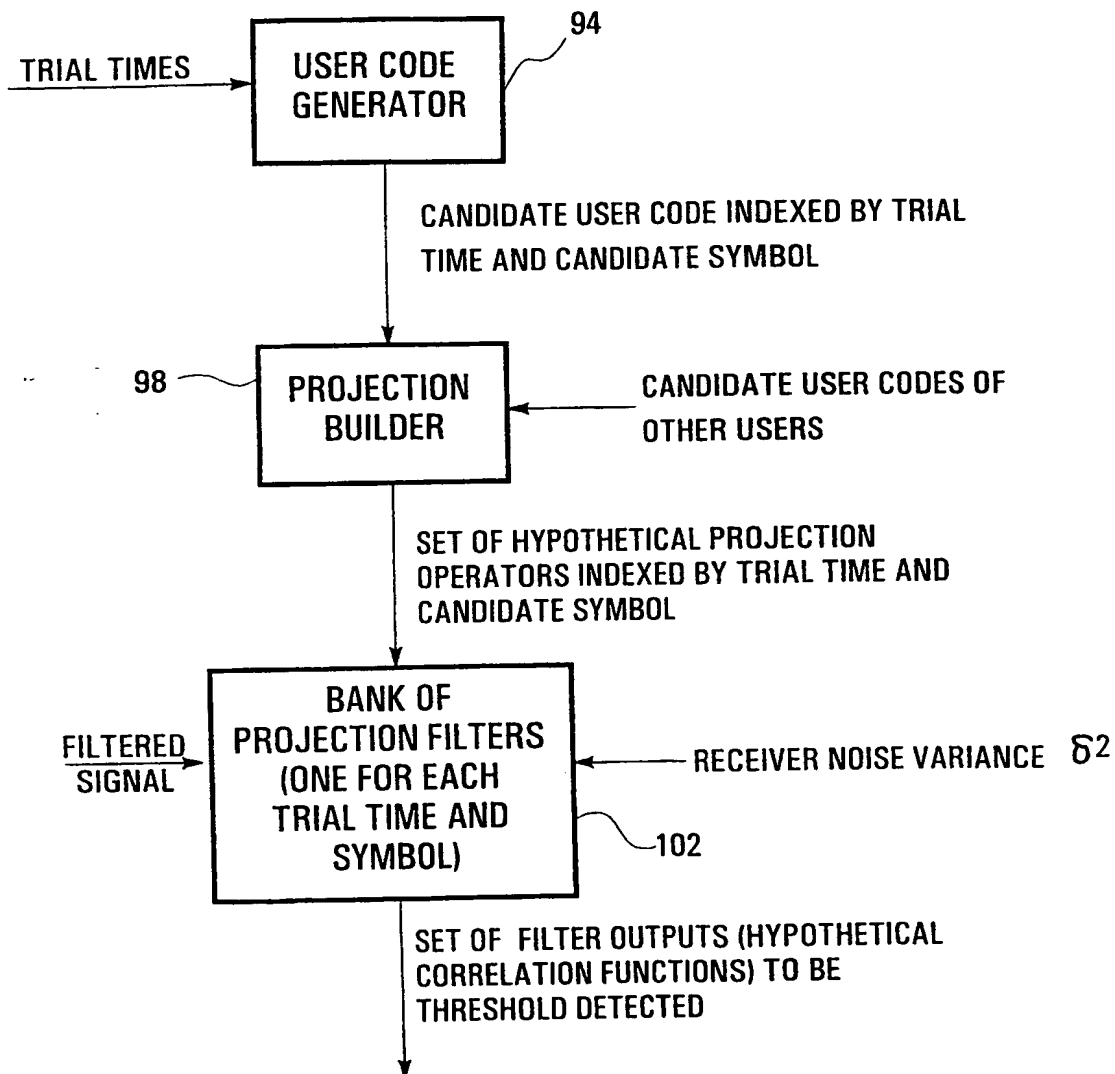 94
TRIAL TIMES
USER CODE
GENERATOR
CANDIDATE USER CODE INDEXED BY TRIAL
TIME AND CANDIDATE SYMBOL
98
PROJECTION
BUILDER
CANDIDATE USER CODES OF
OTHER USERS
SET OF HYPOTHETICAL PROJECTION
OPERATORS INDEXED BY TRIAL TIME AND
CANDIDATE SYMBOL
FILTERED
SIGNAL
BANK OF
PROJECTION FILTERS
(ONE FOR EACH
TRIAL TIME AND
SYMBOL)
RECEIVER NOISE VARIANCE δ2
102
SET OF FILTER OUTPUTS (HYPOTHETICAL
CORRELATION FUNCTIONS) TO BE
THRESHOLD DETECTED